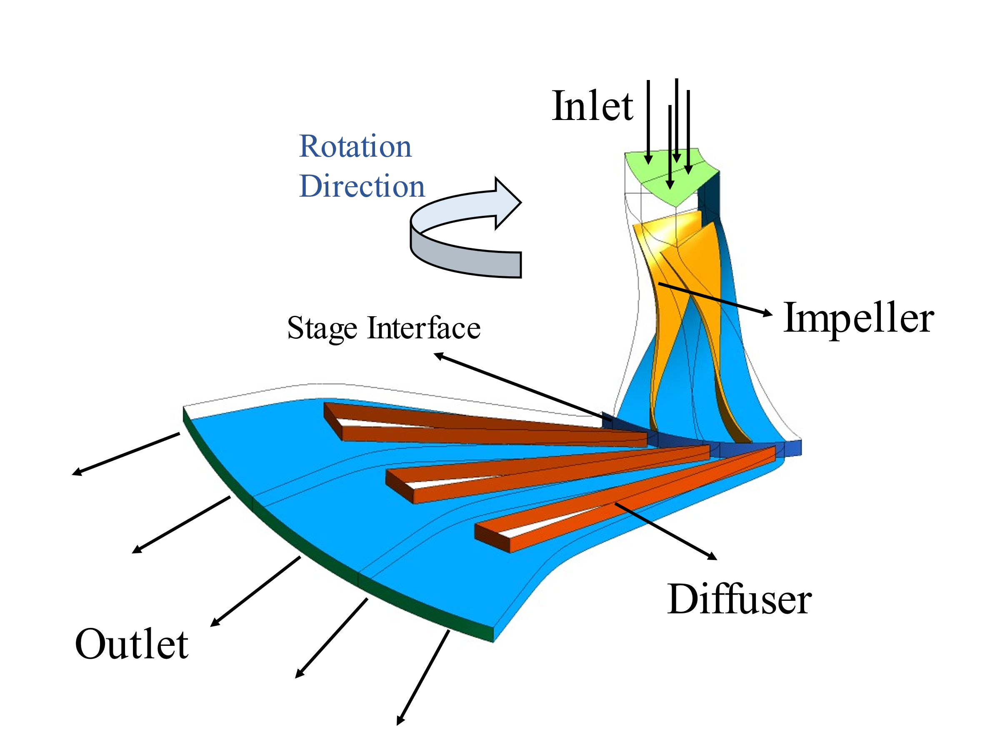 Inlet
Rotation
Direction
Impeller
Stage Interface
Diffuser
Outlet